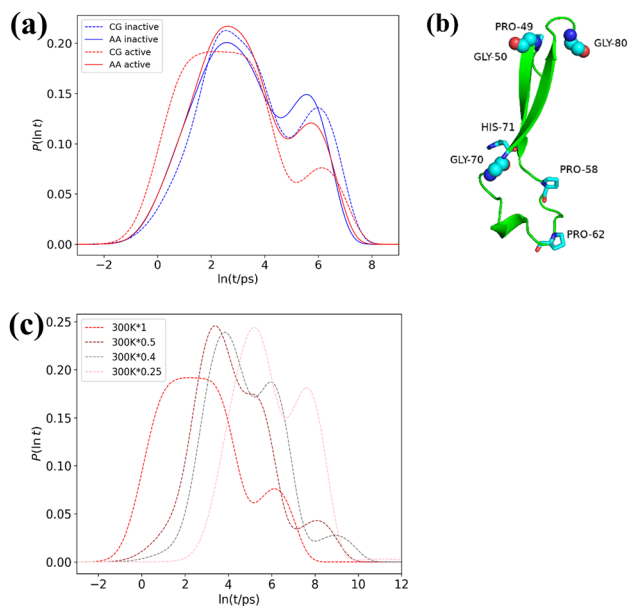 (a)
CG inactive
AA inactive
CG active
AA active
P(ln t)
0.20
0.15
0.10
0.05
0.00
−2 0 2 4 6 8
ln(t/ps)
(b)
PRO-49
GLY-50
GLY-80
HIS-71
GLY-70
PRO-58
PRO-62
(c)
300K*1
300K*0.5
300K*0.4
300K*0.25
P(ln t)
0.25
0.20
0.15
0.10
0.05
0.00
−2 0 2 4 6 8 10 12
ln(t/ps)